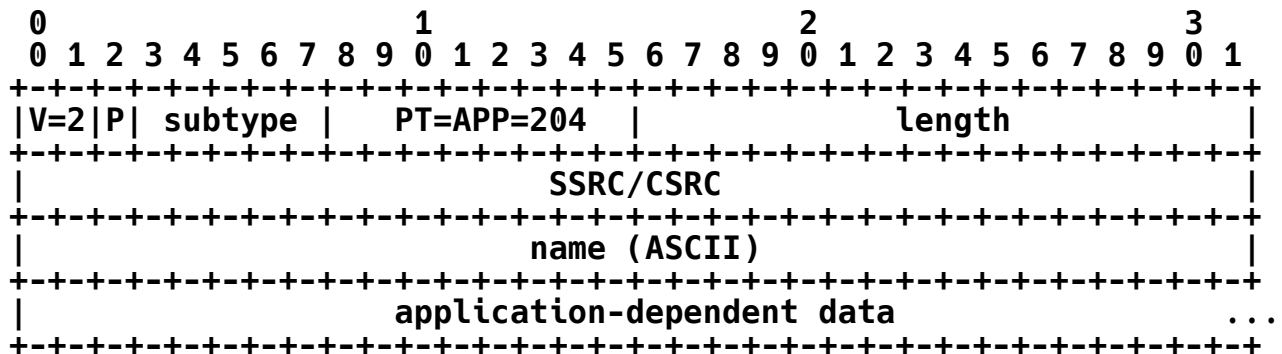 0                   1                   2                   3
 0 1 2 3 4 5 6 7 8 9 0 1 2 3 4 5 6 7 8 9 0 1 2 3 4 5 6 7 8 9 0 1
+-+-+-+-+-+-+-+-+-+-+-+-+-+-+-+-+-+-+-+-+-+-+-+-+-+-+-+-+-+-+-+-+
|V=2|P| subtype |   PT=APP=204  |             length            |
+-+-+-+-+-+-+-+-+-+-+-+-+-+-+-+-+-+-+-+-+-+-+-+-+-+-+-+-+-+-+-+-+
|                           SSRC/CSRC                           |
+-+-+-+-+-+-+-+-+-+-+-+-+-+-+-+-+-+-+-+-+-+-+-+-+-+-+-+-+-+-+-+-+
|                          name (ASCII)                         |
+-+-+-+-+-+-+-+-+-+-+-+-+-+-+-+-+-+-+-+-+-+-+-+-+-+-+-+-+-+-+-+-+
|                   application-dependent data                 ...
+-+-+-+-+-+-+-+-+-+-+-+-+-+-+-+-+-+-+-+-+-+-+-+-+-+-+-+-+-+-+-+-+